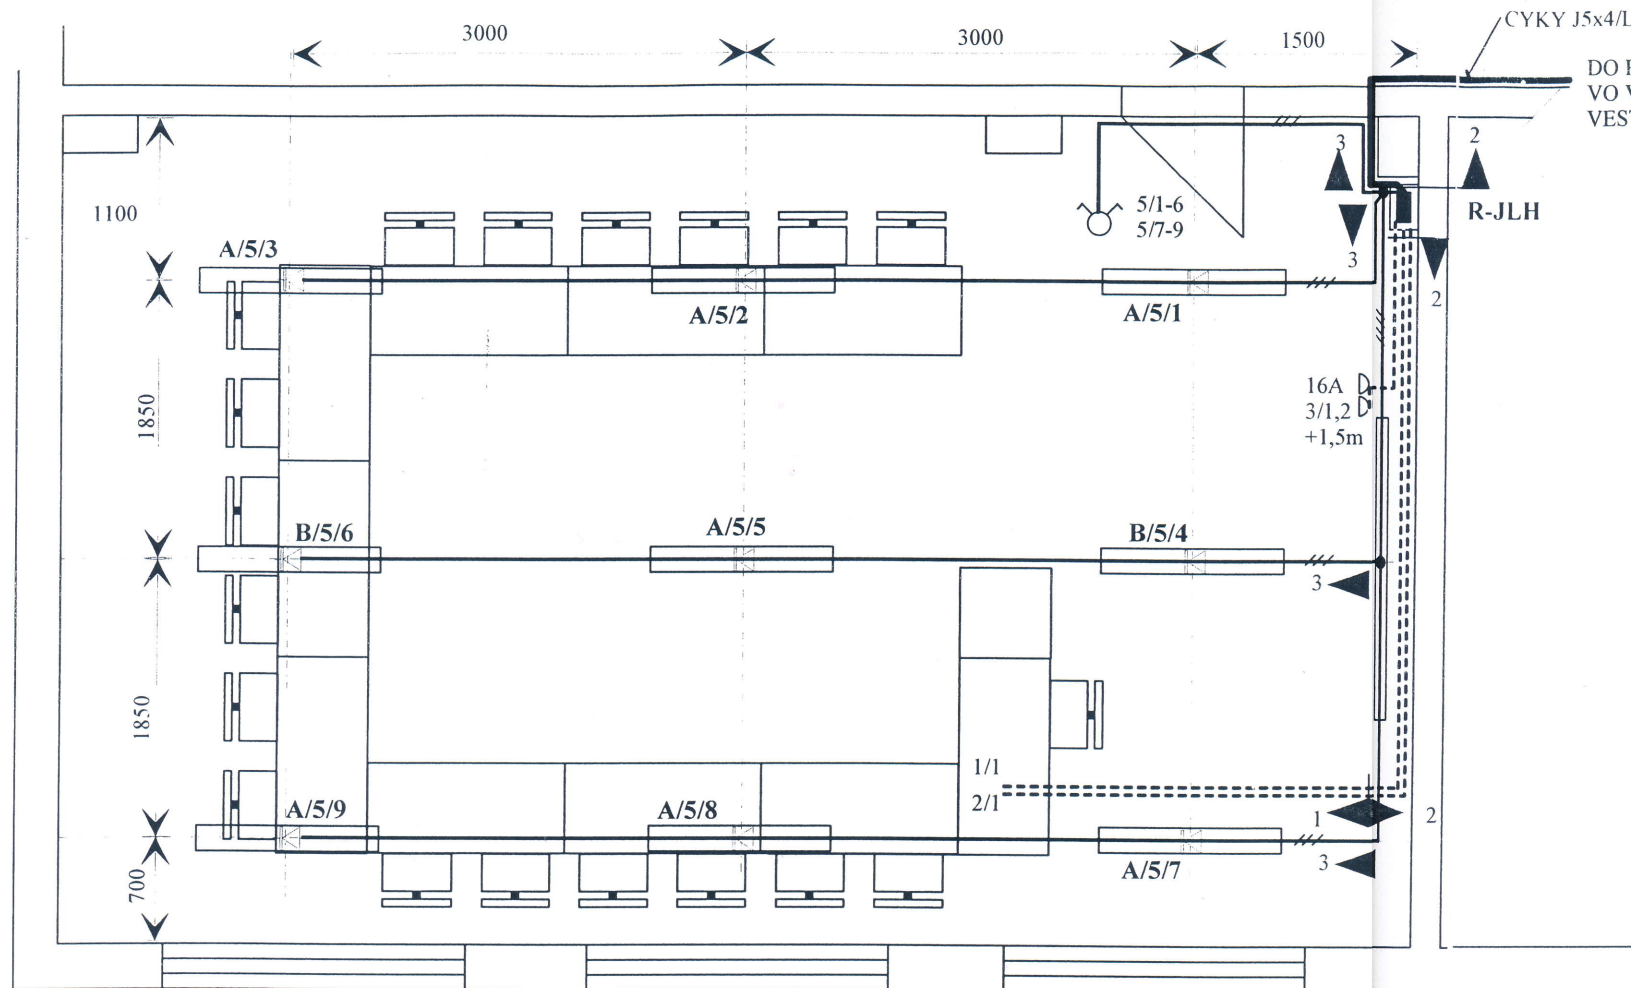 3000
3000
1500
CYKY J5x4/L
DO
VO
VEST
3
2
1100
5/1-6
5/7-9
R-JLH
A/5/3
3
2
A/5/2
A/5/1
1850
16A
3/1,2
+1,5m
B/5/6
A/5/5
B/5/4
3
1850
1/1
2/1
A/5/9
A/5/8
1
2
A/5/7
3
700